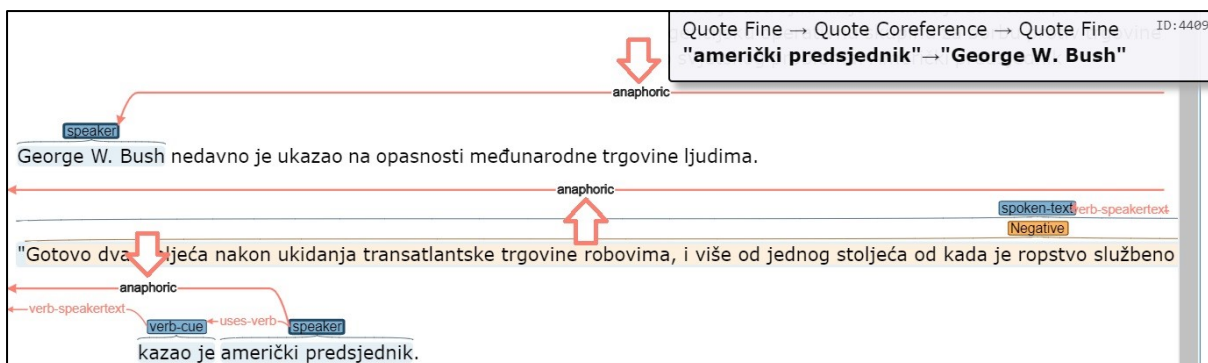 Quote Fine → Quote Coreference → Quote Fine ID:4409
"američki predsjednik"→"George W. Bush"
anaphoric
speaker
George W. Bush nedavno je ukazao na opasnosti međunarodne trgovine ljudima.
anaphoric
spoken-text verb-speakertext
Negative
"Gotovo dva ljeća nakon ukidanja transatlantske trgovine robovima, i više od jednog stoljeća od kada je ropstvo službeno
anaphoric
verb-speakertext
verb-cue uses-verb speaker
kazao je američki predsjednik.